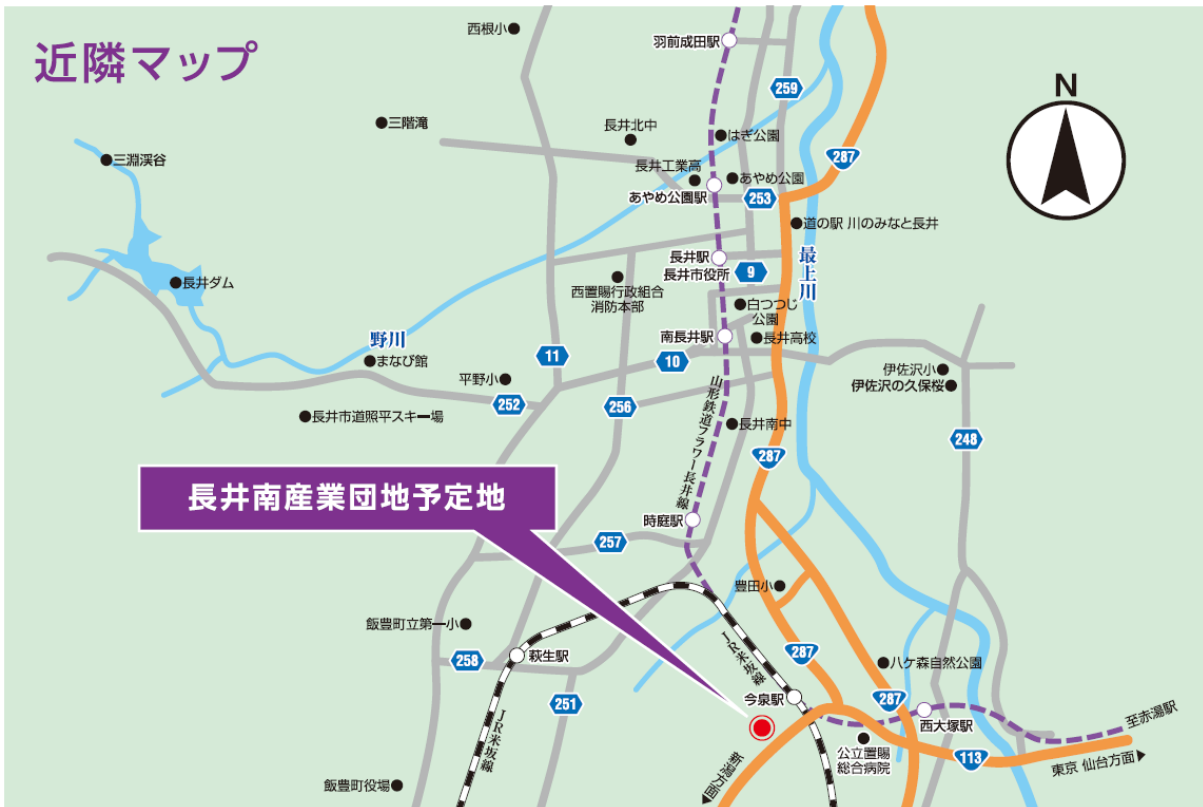 近隣マップ
西根小
羽前成田駅
N
259
三階滝
長井北中
はぎ公園
287
三淵渓谷
長井工業高
あやめ公園
あやめ公園駅
253
道の駅 川のみなと長井
最上川
長井駅
長井市役所
9
長井ダム
西置賜行政組合
消防本部
白つつじ
公園
野川
南長井駅
長井高校
まなび館
11
10
伊佐沢小
平野小
伊佐沢の久保桜
252
256
山形鉄道フラワー長井線
長井市道照平スキー場
長井南中
248
287
長井南産業団地予定地
時庭駅
257
豊田小
飯豊町立第一小
JR米坂線
287
萩生駅
258
八ケ森自然公園
今泉駅
287
251
西大塚駅
至赤湯駅
JR米坂線
公立置賜
総合病院
113
新潟方面
東京 仙台方面
飯豊町役場